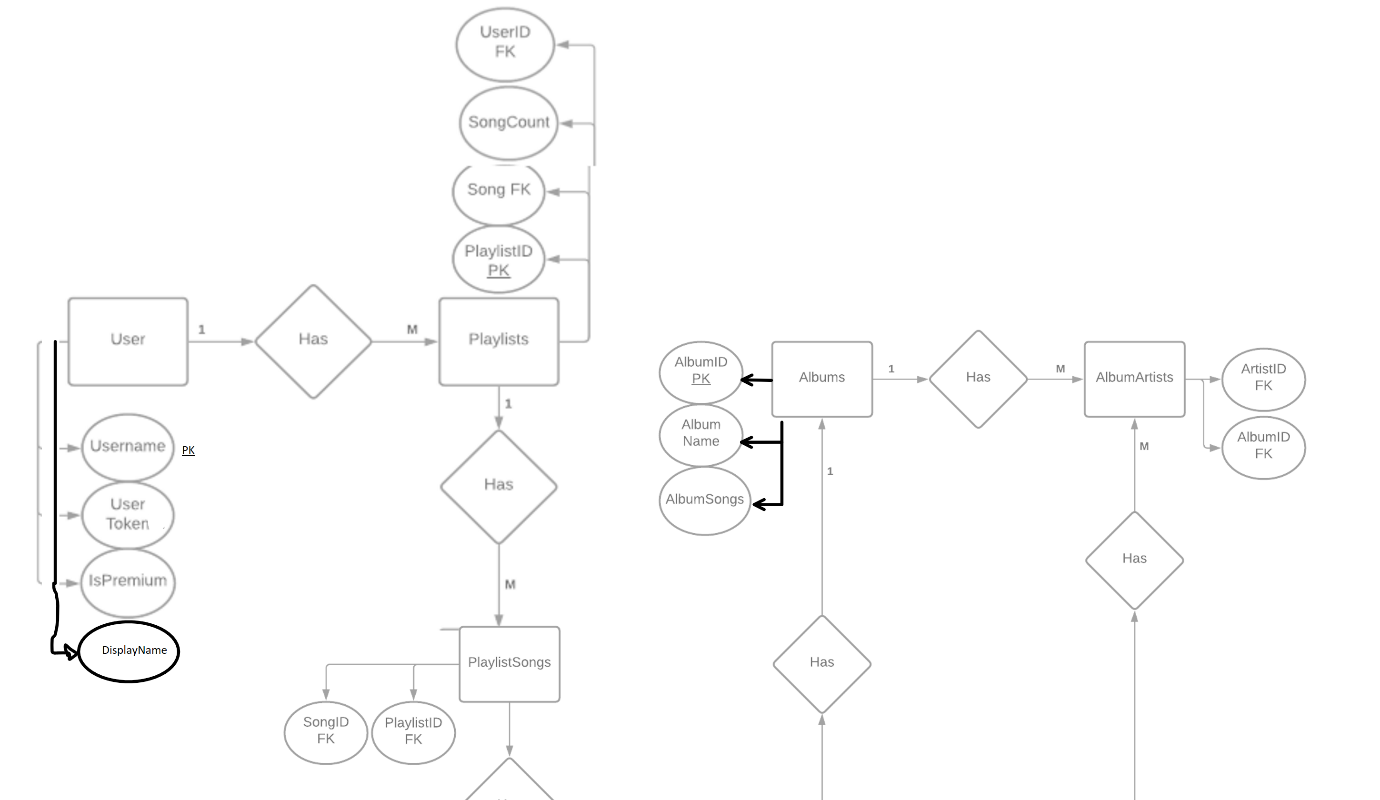 UserID
FK
SongCount
Song FK
PlaylistID
PK
User
1
Has
M
Playlists
Username
PK
User
Token
IsPremium
DisplayName
1
Has
M
PlaylistSongs
SongID
FK
PlaylistID
FK
AlbumID
PK
Album
Name
AlbumSongs
Albums
1
Has
M
AlbumArtists
ArtistID
FK
AlbumID
FK
1
Has
M
Has